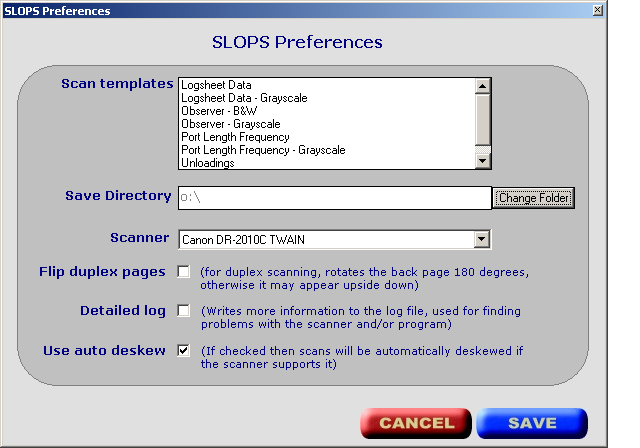 SLOPS Preferences
SLOPS Preferences
Scan templates
Logsheet Data
Logsheet Data - Grayscale
Observer - B&W
Observer - Grayscale
Port Length Frequency
Port Length Frequency - Grayscale
Unloadings
Save Directory
o:\
Change Folder
Scanner
Canon DR-2010C TWAIN
Flip duplex pages
(for duplex scanning, rotates the back page 180 degrees,
otherwise it may appear upside down)
Detailed log
(Writes more information to the log file, used for finding
problems with the scanner and/or program)
Use auto deskew
(If checked then scans will be automatically deskewed if
the scanner supports it)
CANCEL
SAVE